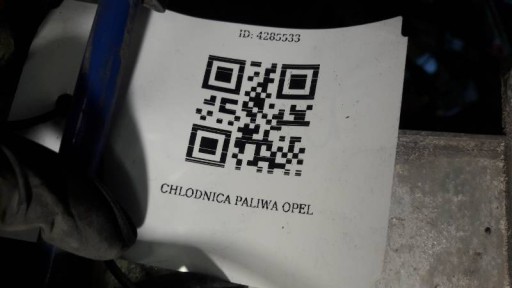 ID: 4285533
CHLODNICA PALIWA OPEL